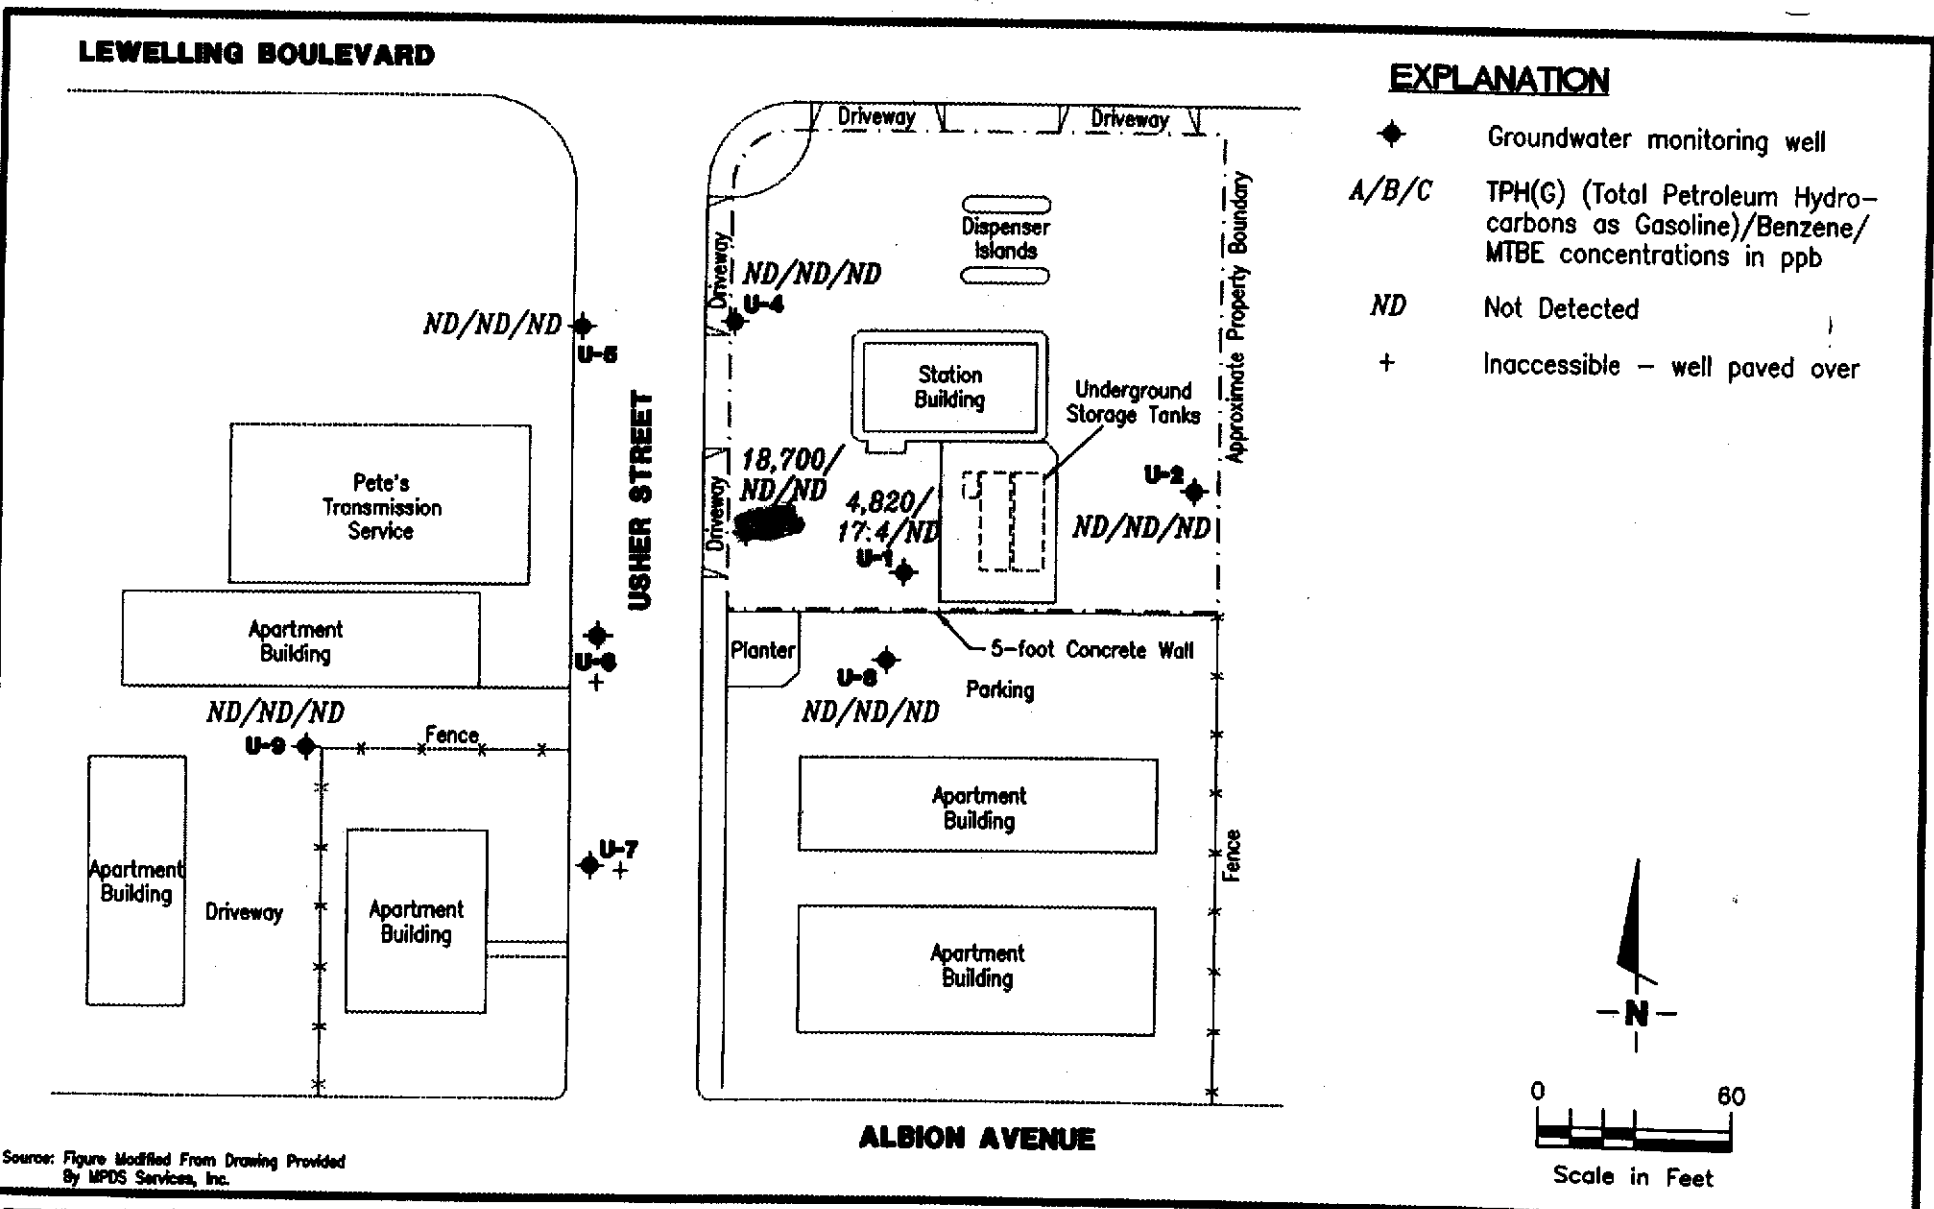 LEWELLING BOULEVARD
EXPLANATION
Groundwater monitoring well
A/B/C TPH(G) (Total Petroleum Hydro-
carbons as Gasoline)/Benzene/
MTBE concentrations in ppb
ND Not Detected
+ Inaccessible - well paved over
Driveway
Driveway
Dispenser
Islands
Approximate Property Boundary
Driveway
ND/ND/ND
U-4
ND/ND/ND
U-5
Station
Building
Underground
Storage Tanks
USHER STREET
Pete's
Transmission
Service
18,700/
ND/ND
Driveway
4,820/
17.4/ND
U-1
U-2
ND/ND/ND
Apartment
Building
U-6
+
Planter
5-foot Concrete Wall
U-8
Parking
ND/ND/ND
ND/ND/ND
U-9
Fence
Apartment
Building
Driveway
Apartment
Building
U-7
+
Apartment
Building
Fence
Apartment
Building
N
0 60
Scale in Feet
ALBION AVENUE
Source: Figure Modified From Drawing Provided
By MPDS Services, Inc.